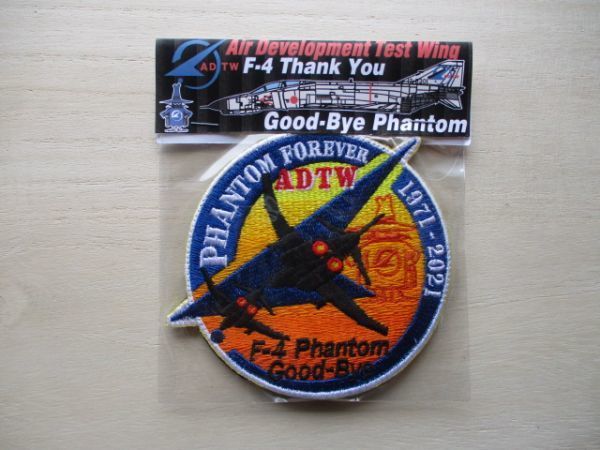 Air Development Test Wing
ADTW
F-4 Thank You
Good-Bye Phantom
PHANTOM FOREVER
ADTW
1971-2021
F-4 Phantom
Good-Bye